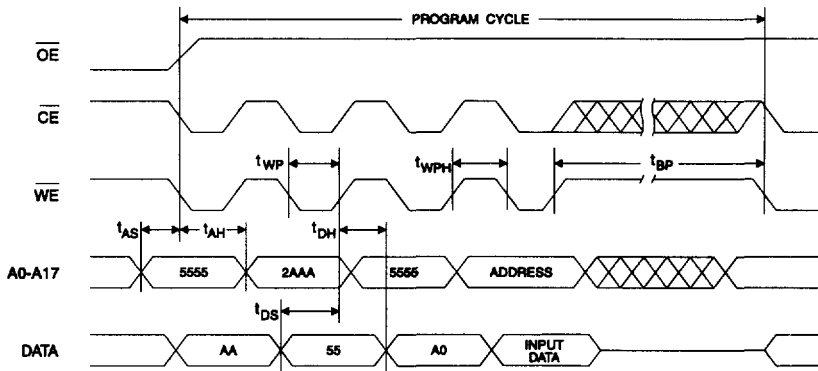 PROGRAM CYCLE
OE
CE
tWP
tWPH
tBP
WE
tAS
tAH
tDH
A0-A17
5555
2AAA
5555
ADDRESS
tDS
DATA
AA
55
A0
INPUT
DATA